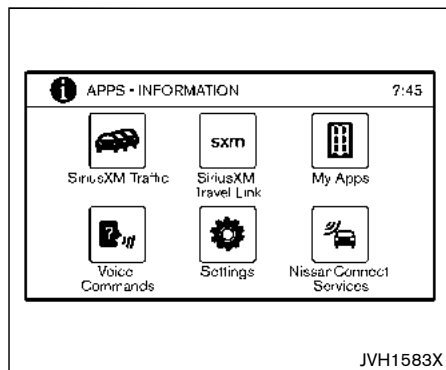 APPS • INFORMATION 7:45
sxm
SiriusXM Traffic SiriusXM My Apps
Travel Link
?
Voice Settings NissanConnect
Commands Services
JVH1583X